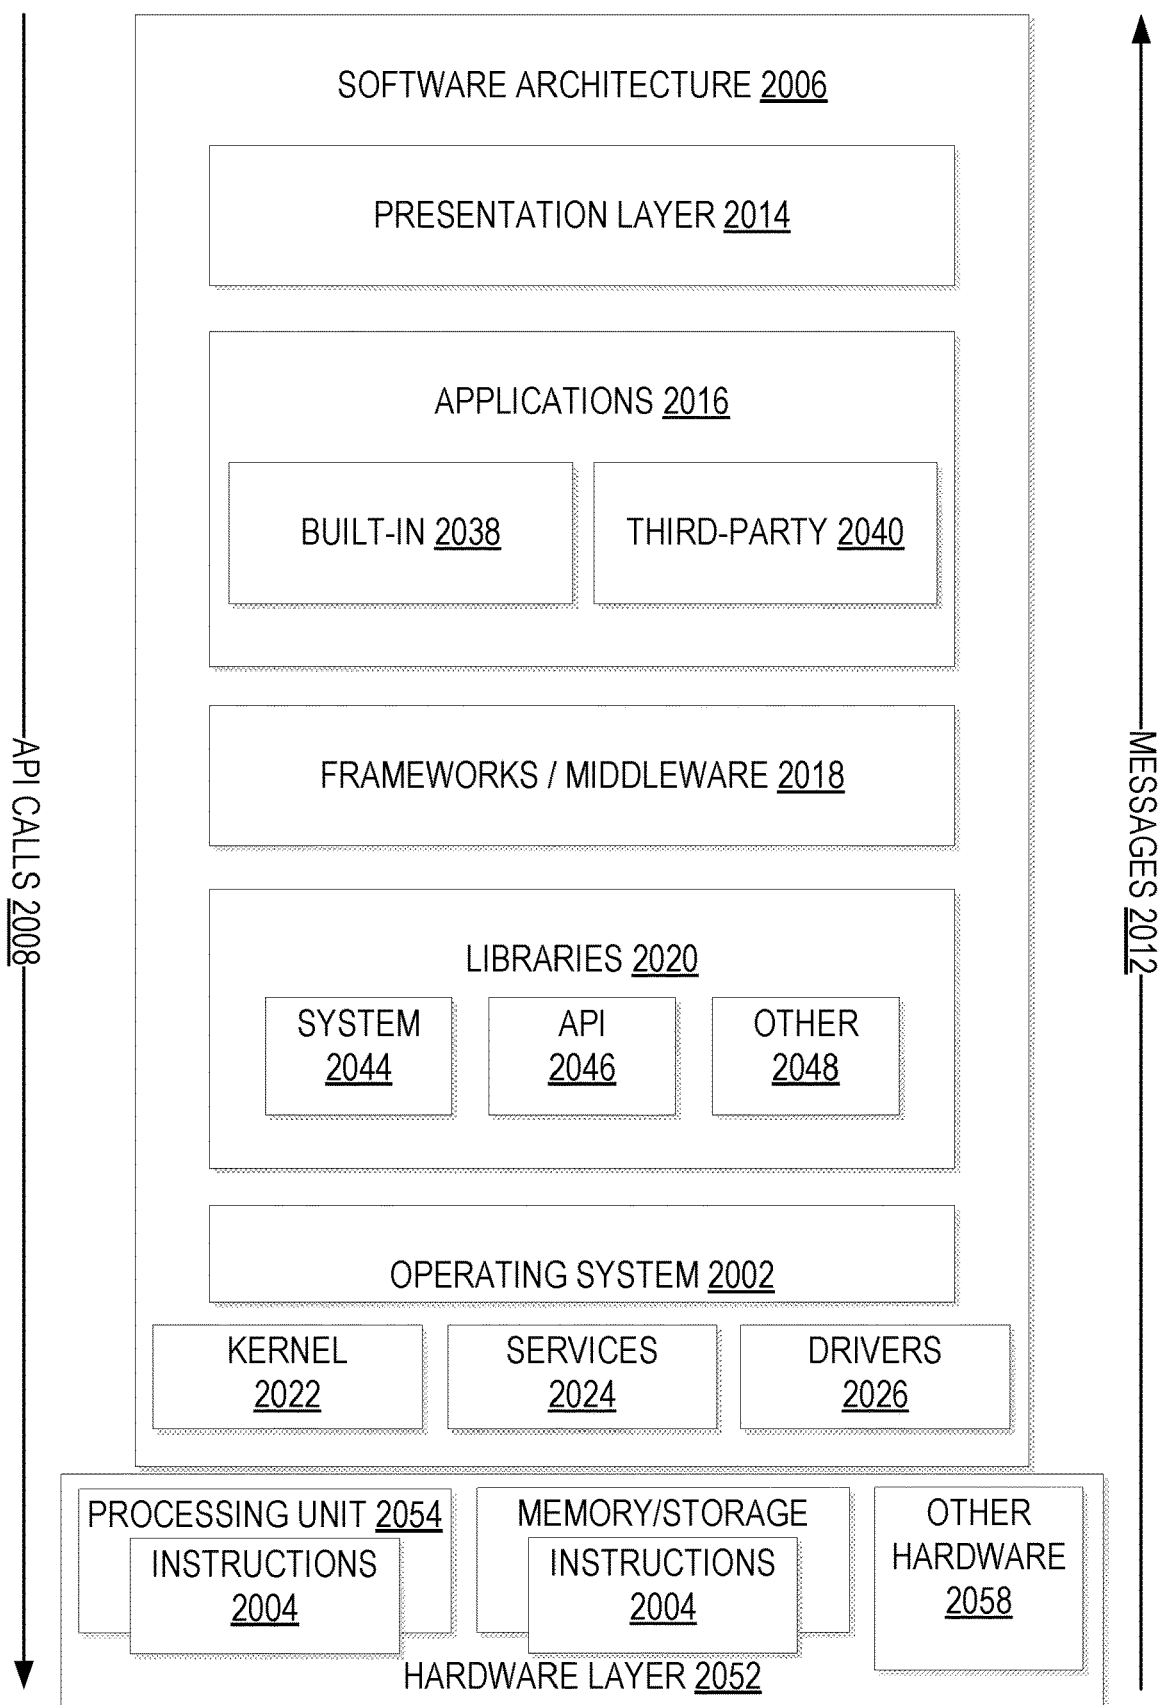 SOFTWARE ARCHITECTURE 2006
PRESENTATION LAYER 2014
APPLICATIONS 2016
BUILT-IN 2038
THIRD-PARTY 2040
FRAMEWORKS / MIDDLEWARE 2018
LIBRARIES 2020
SYSTEM
2044
API
2046
OTHER
2048
OPERATING SYSTEM 2002
KERNEL
2022
SERVICES
2024
DRIVERS
2026
PROCESSING UNIT 2054
INSTRUCTIONS
2004
MEMORY/STORAGE
INSTRUCTIONS
2004
OTHER
HARDWARE
2058
HARDWARE LAYER 2052
API CALLS 2008
MESSAGES 2012